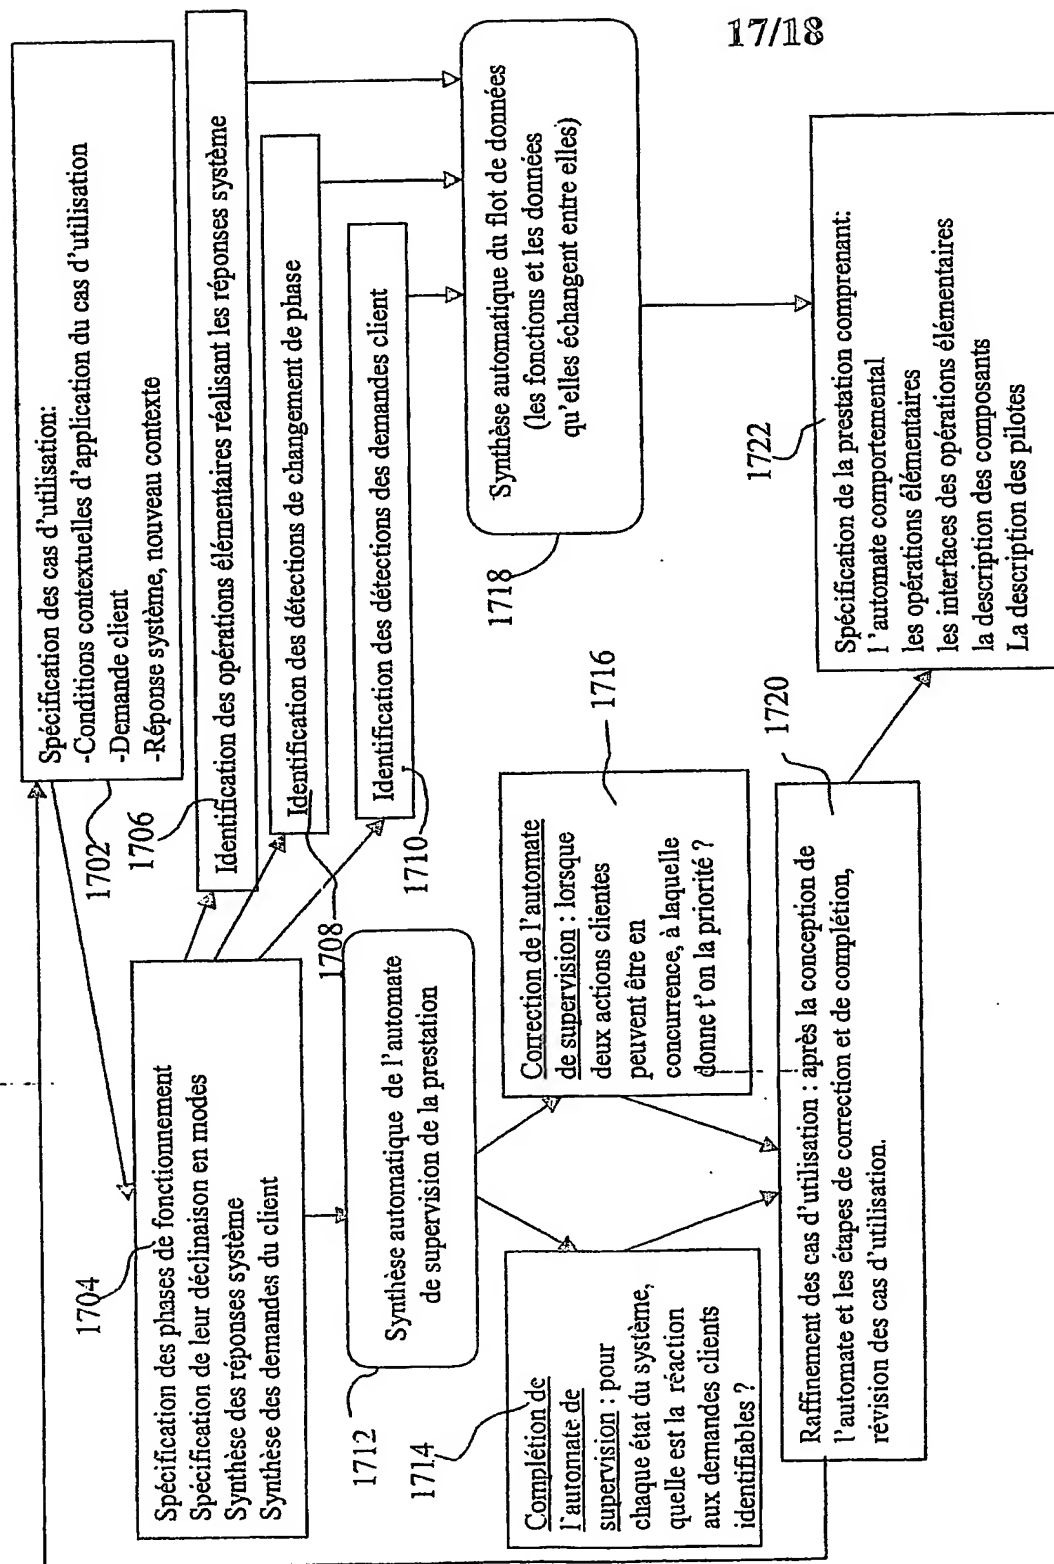 17/18
Spécification des cas d'utilisation:
-Conditions contextuelles d'application du cas d'utilisation
-Demande client
-Réponse système, nouveau contexte
1702
1704
Spécification des phases de fonctionnement
Spécification de leur déclinaison en modes
Synthèse des réponses système
Synthèse des demandes du client
1706
Identification des opérations élémentaires réalisant les réponses système
1708
Identification des détections de changement de phase
1710
Identification des détections des demandes client
1712
Synthèse automatique de l'automate
de supervision de la prestation
1714
Complétion de
l'automate de
supervision : pour
chaque état du système,
quelle est la réaction
aux demandes clients
identifiables ?
1716
Correction de l'automate
de supervision : lorsque
deux actions clientes
peuvent être en
concurrence, à laquelle
donne t'on la priorité ?
1718
Synthèse automatique du flot de données
(les fonctions et les données
qu'elles échangent entre elles)
1720
Raffinement des cas d'utilisation : après la conception de
l'automate et les étapes de correction et de complétion,
révision des cas d'utilisation.
1722
Spécification de la prestation comprenant:
l'automate comportemental
les opérations élémentaires
les interfaces des opérations élémentaires
la description des composants
La description des pilotes